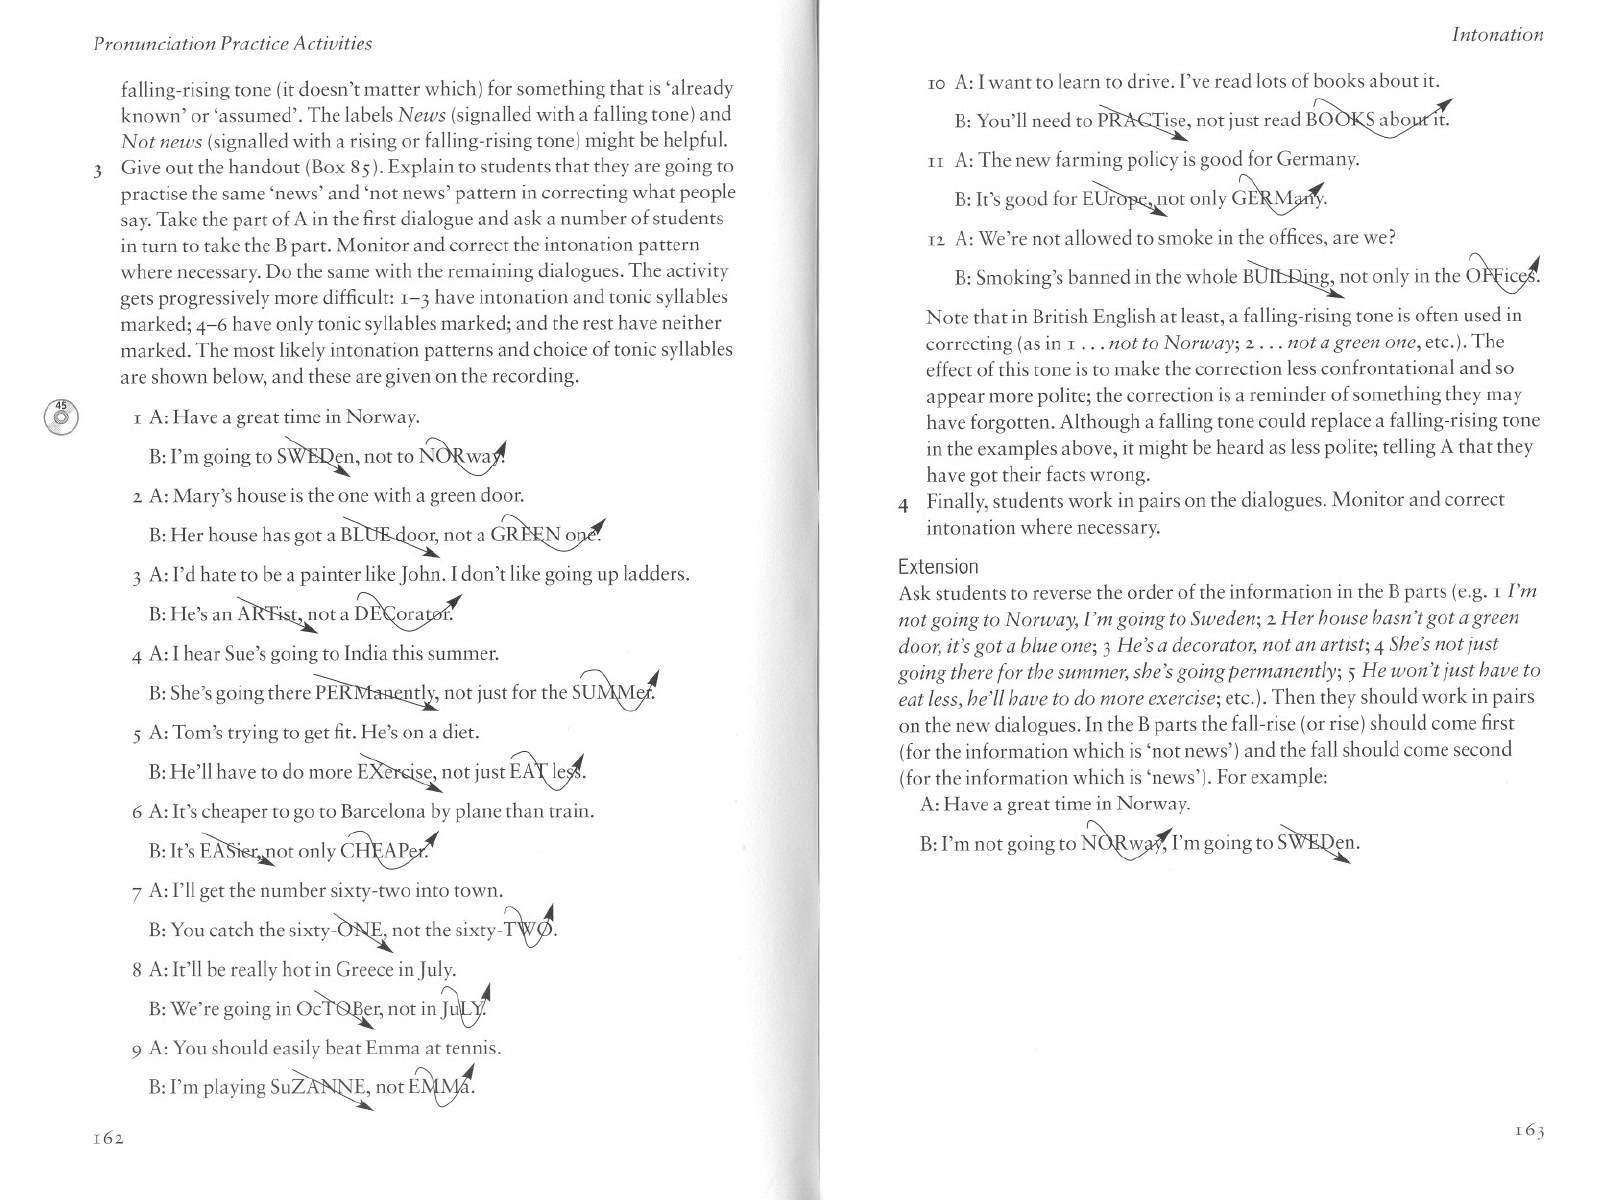 Pronunciation Practice Activities
falling-rising tone (it doesn't matter which) for something that is 'already
known' or 'assumed'. The labels News (signalled with a falling tone) and
Not news (signalled with a rising or falling-rising tone) might be helpful.
3 Give out the handout (Box 85). Explain to students that they are going to
practise the same 'news' and 'not news' pattern in correcting what people
say. Take the part of A in the first dialogue and ask a number of students
in turn to take the B part. Monitor and correct the intonation pattern
where necessary. Do the same with the remaining dialogues. The activity
gets progressively more difficult: 1–3 have intonation and tonic syllables
marked; 4–6 have only tonic syllables marked; and the rest have neither
marked. The most likely intonation patterns and choice of tonic syllables
are shown below, and these are given on the recording.
45
1 A: Have a great time in Norway.
B: I'm going to SWEDen, not to NORway.
2 A: Mary's house is the one with a green door.
B: Her house has got a BLUE door, not a GREEN one.
3 A: I'd hate to be a painter like John. I don't like going up ladders.
B: He's an ARTist, not a DECorator.
4 A: I hear Sue's going to India this summer.
B: She's going there PERManently, not just for the SUMMer.
5 A: Tom's trying to get fit. He's on a diet.
B: He'll have to do more EXercise, not just EAT less.
6 A: It's cheaper to go to Barcelona by plane than train.
B: It's EASier, not only CHEAPer.
7 A: I'll get the number sixty-two into town.
B: You catch the sixty-ONE, not the sixty-TWO.
8 A: It'll be really hot in Greece in July.
B: We're going in OcTOBer, not in JuLY.
9 A: You should easily beat Emma at tennis.
B: I'm playing SuZANNE, not EMMa.
162
Intonation
10 A: I want to learn to drive. I've read lots of books about it.
B: You'll need to PRACTise, not just read BOOKS about it.
11 A: The new farming policy is good for Germany.
B: It's good for EUrope, not only GERMany.
12 A: We're not allowed to smoke in the offices, are we?
B: Smoking's banned in the whole BUILDing, not only in the OFFices.
Note that in British English at least, a falling-rising tone is often used in
correcting (as in 1 . . . not to Norway; 2 . . . not a green one, etc.). The
effect of this tone is to make the correction less confrontational and so
appear more polite; the correction is a reminder of something they may
have forgotten. Although a falling tone could replace a falling-rising tone
in the examples above, it might be heard as less polite; telling A that they
have got their facts wrong.
4 Finally, students work in pairs on the dialogues. Monitor and correct
intonation where necessary.
Extension
Ask students to reverse the order of the information in the B parts (e.g. 1 I'm
not going to Norway, I'm going to Sweden; 2 Her house hasn't got a green
door, it's got a blue one; 3 He's a decorator, not an artist; 4 She's not just
going there for the summer, she's going permanently; 5 He won't just have to
eat less, he'll have to do more exercise; etc.). Then they should work in pairs
on the new dialogues. In the B parts the fall-rise (or rise) should come first
(for the information which is 'not news') and the fall should come second
(for the information which is 'news'). For example:
A: Have a great time in Norway.
B: I'm not going to NORway, I'm going to SWEDen.
163